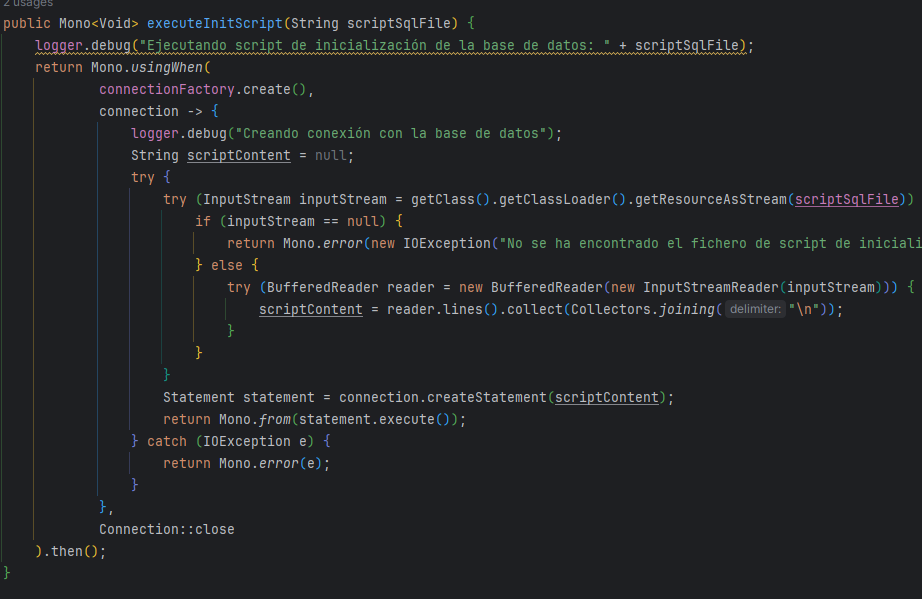 2 usages
public Mono<Void> executeInitScript(String scriptSqlFile) {
logger.debug("Ejecutando script de inicialización de la base de datos: " + scriptSqlFile);
return Mono.usingWhen(
connectionFactory.create(),
connection -> {
logger.debug("Creando conexión con la base de datos");
String scriptContent = null;
try {
try (InputStream inputStream = getClass().getClassLoader().getResourceAsStream(scriptSqlFile))
if (inputStream == null) {
return Mono.error(new IOException("No se ha encontrado el fichero de script de iniciali
} else {
try (BufferedReader reader = new BufferedReader(new InputStreamReader(inputStream))) {
scriptContent = reader.lines().collect(Collectors.joining( delimiter: "\n"));
}
}
}
Statement statement = connection.createStatement(scriptContent);
return Mono.from(statement.execute());
} catch (IOException e) {
return Mono.error(e);
}
},
Connection::close
).then();
}